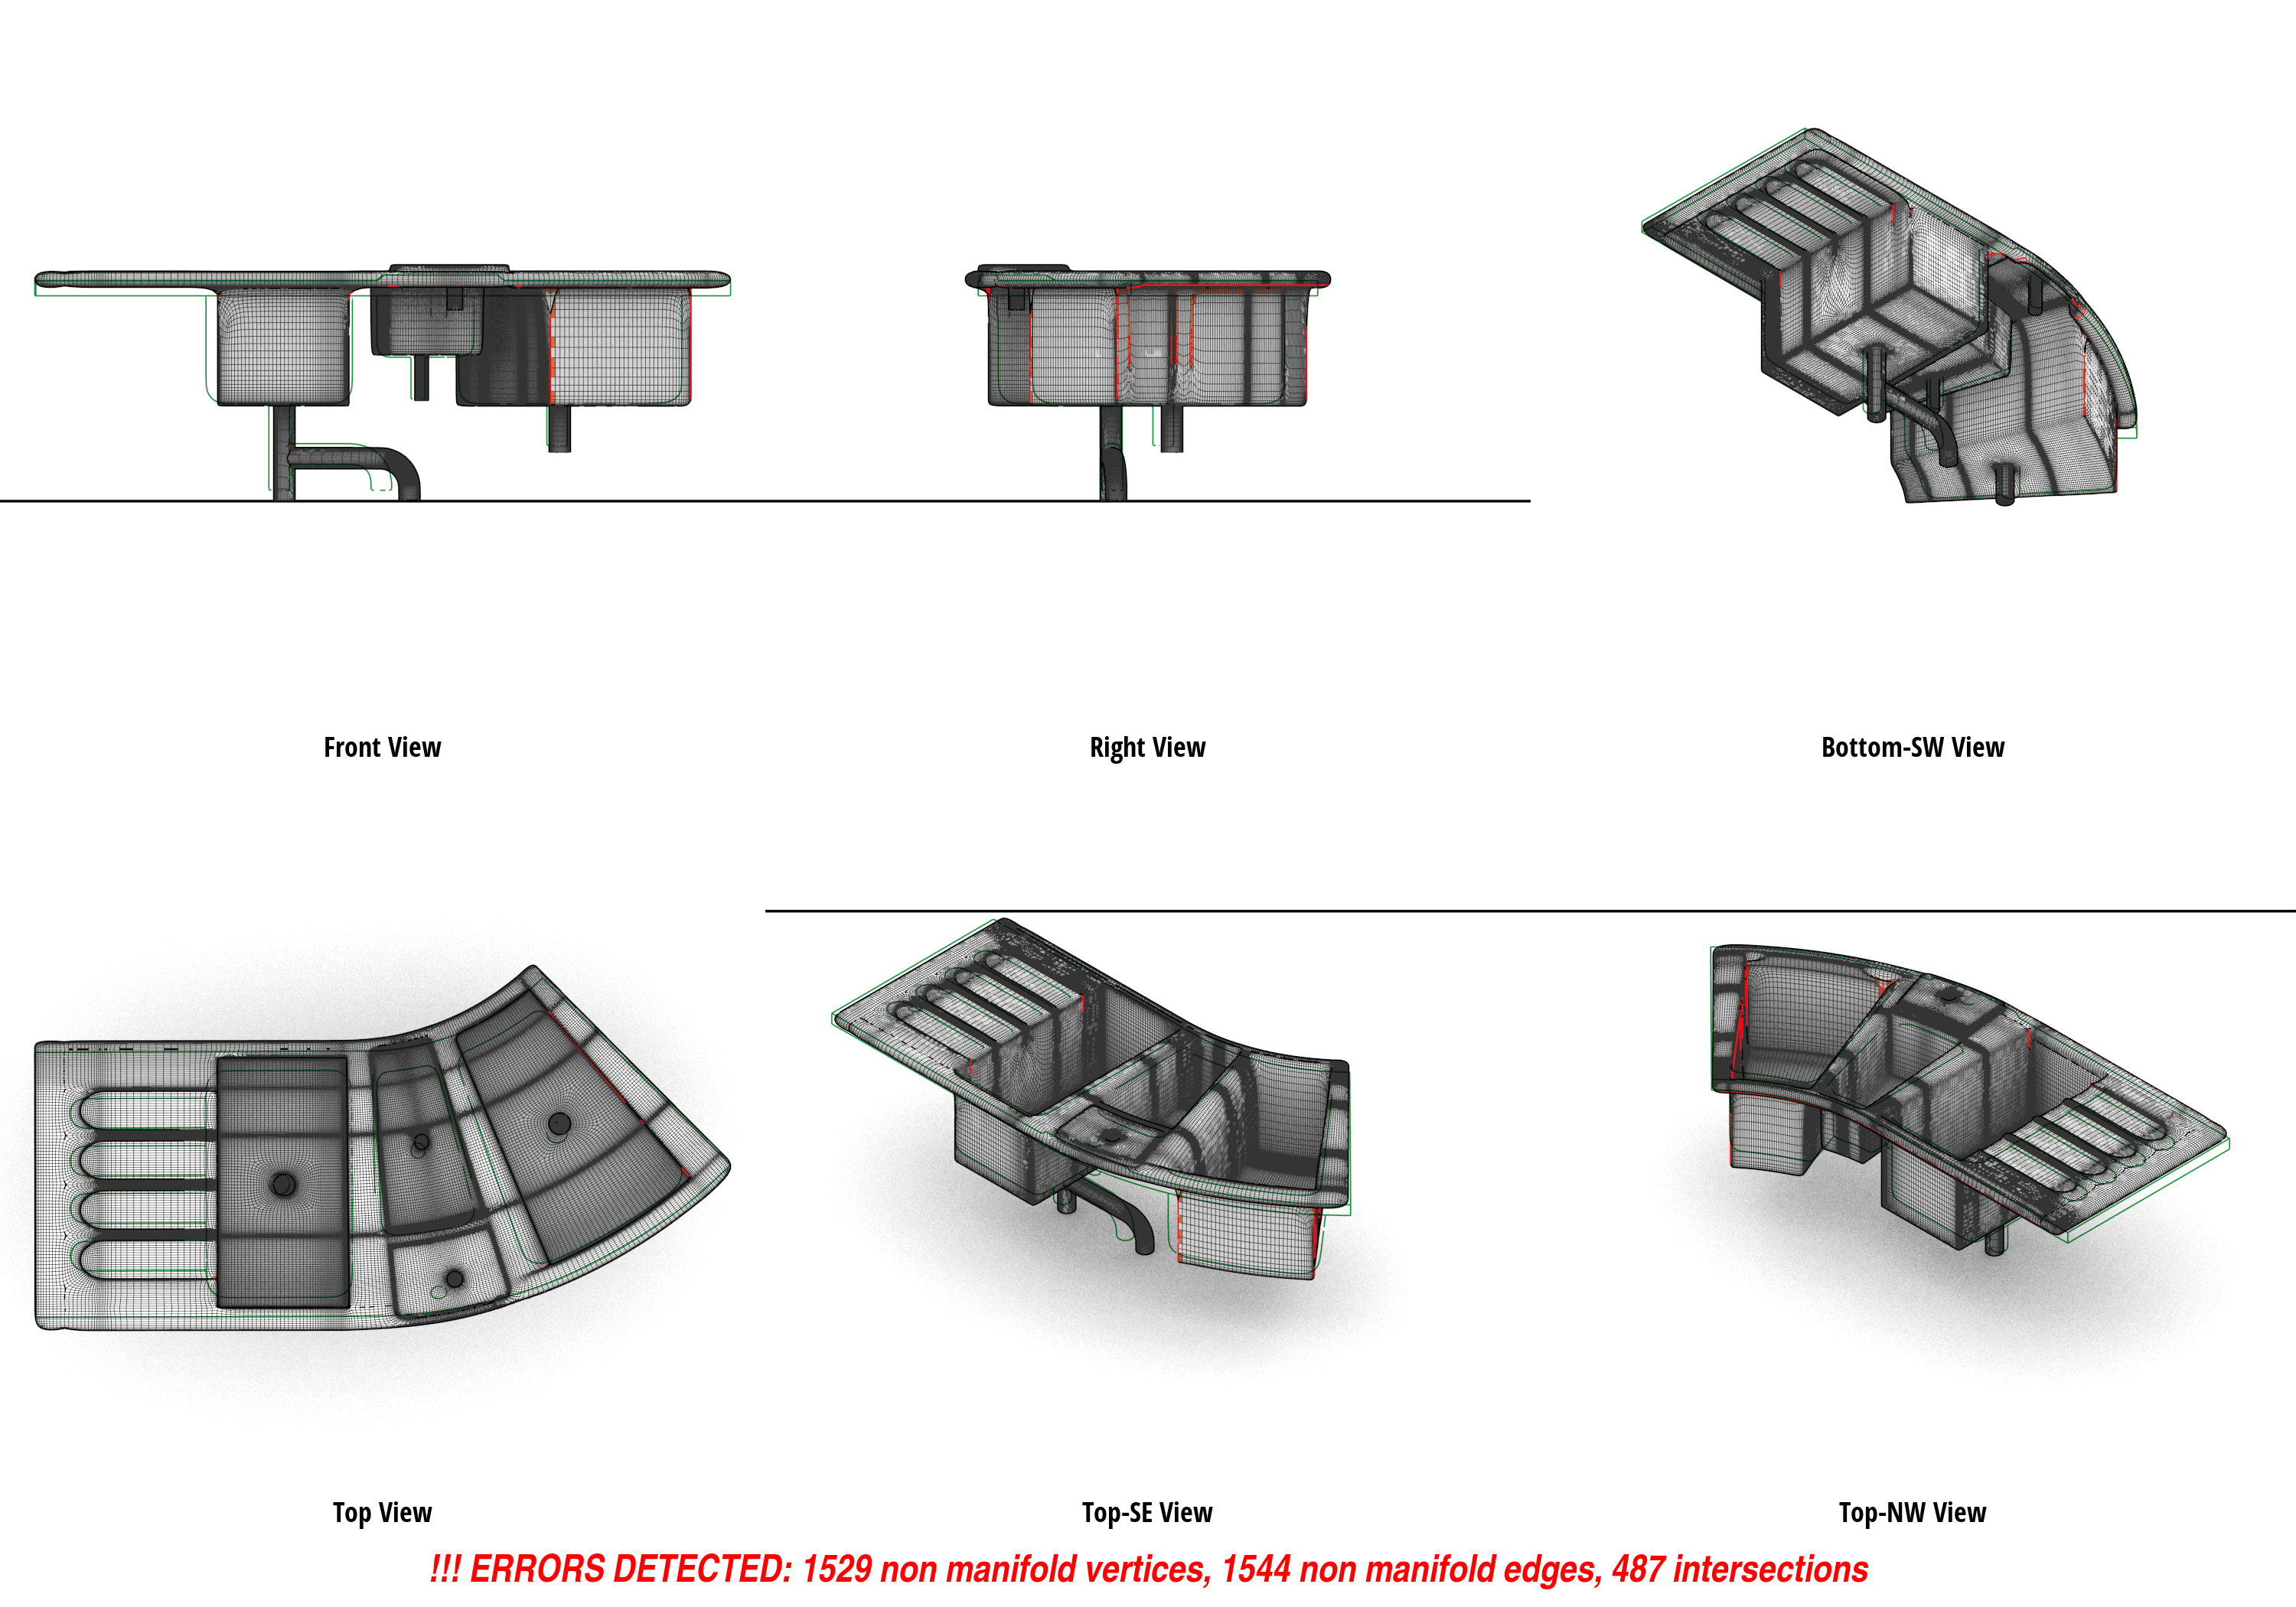 Front View
Right View
Bottom-SW View
Top View
Top-SE View
Top-NW View
!!! ERRORS DETECTED: 1529 non manifold vertices, 1544 non manifold edges, 487 intersections